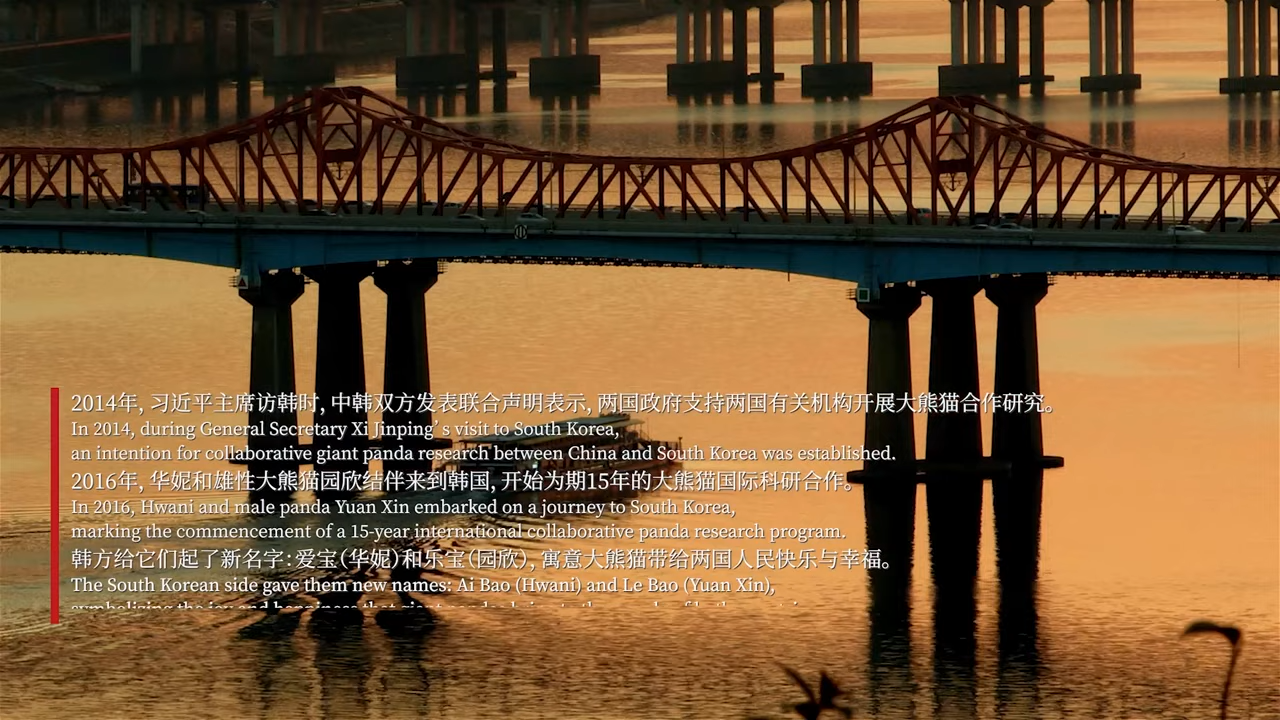 2014年, 习近平主席访韩时, 中韩双方发表联合声明表示, 两国政府支持两国有关机构开展大熊猫合作研究。
In 2014, during General Secretary Xi Jinping's visit to South Korea,
an intention for collaborative giant panda research between China and South Korea was established.
2016年, 华妮和雄性大熊猫园欣结伴来到韩国, 开始为期15年的大熊猫国际科研合作。
In 2016, Hwani and male panda Yuan Xin embarked on a journey to South Korea,
marking the commencement of a 15-year international collaborative panda research program.
韩方给它们起了新名字：爱宝(华妮)和乐宝(园欣), 寓意大熊猫带给两国人民快乐与幸福。
The South Korean side gave them new names: Ai Bao (Hwani) and Le Bao (Yuan Xin),
symbolizing the joy and happiness that giant pandas